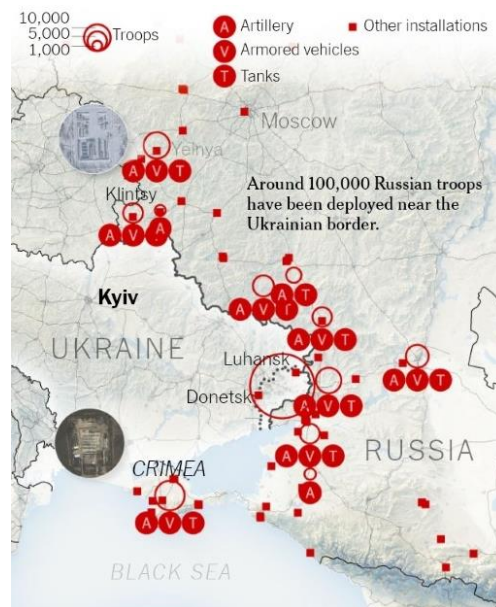 10,000
5,000
1,000
Troops
A Artillery
V Armored vehicles
T Tanks
Other installations
Moscow
Yelnya
A V T
Around 100,000 Russian troops
have been deployed near the
Ukrainian border.
Klintsy
A V A
Kyiv
A T
A V
UKRAINE
A V T
Luhansk
A V T
Donetsk
A V T
RUSSIA
A V T
CRIMEA
A
A V T
BLACK SEA